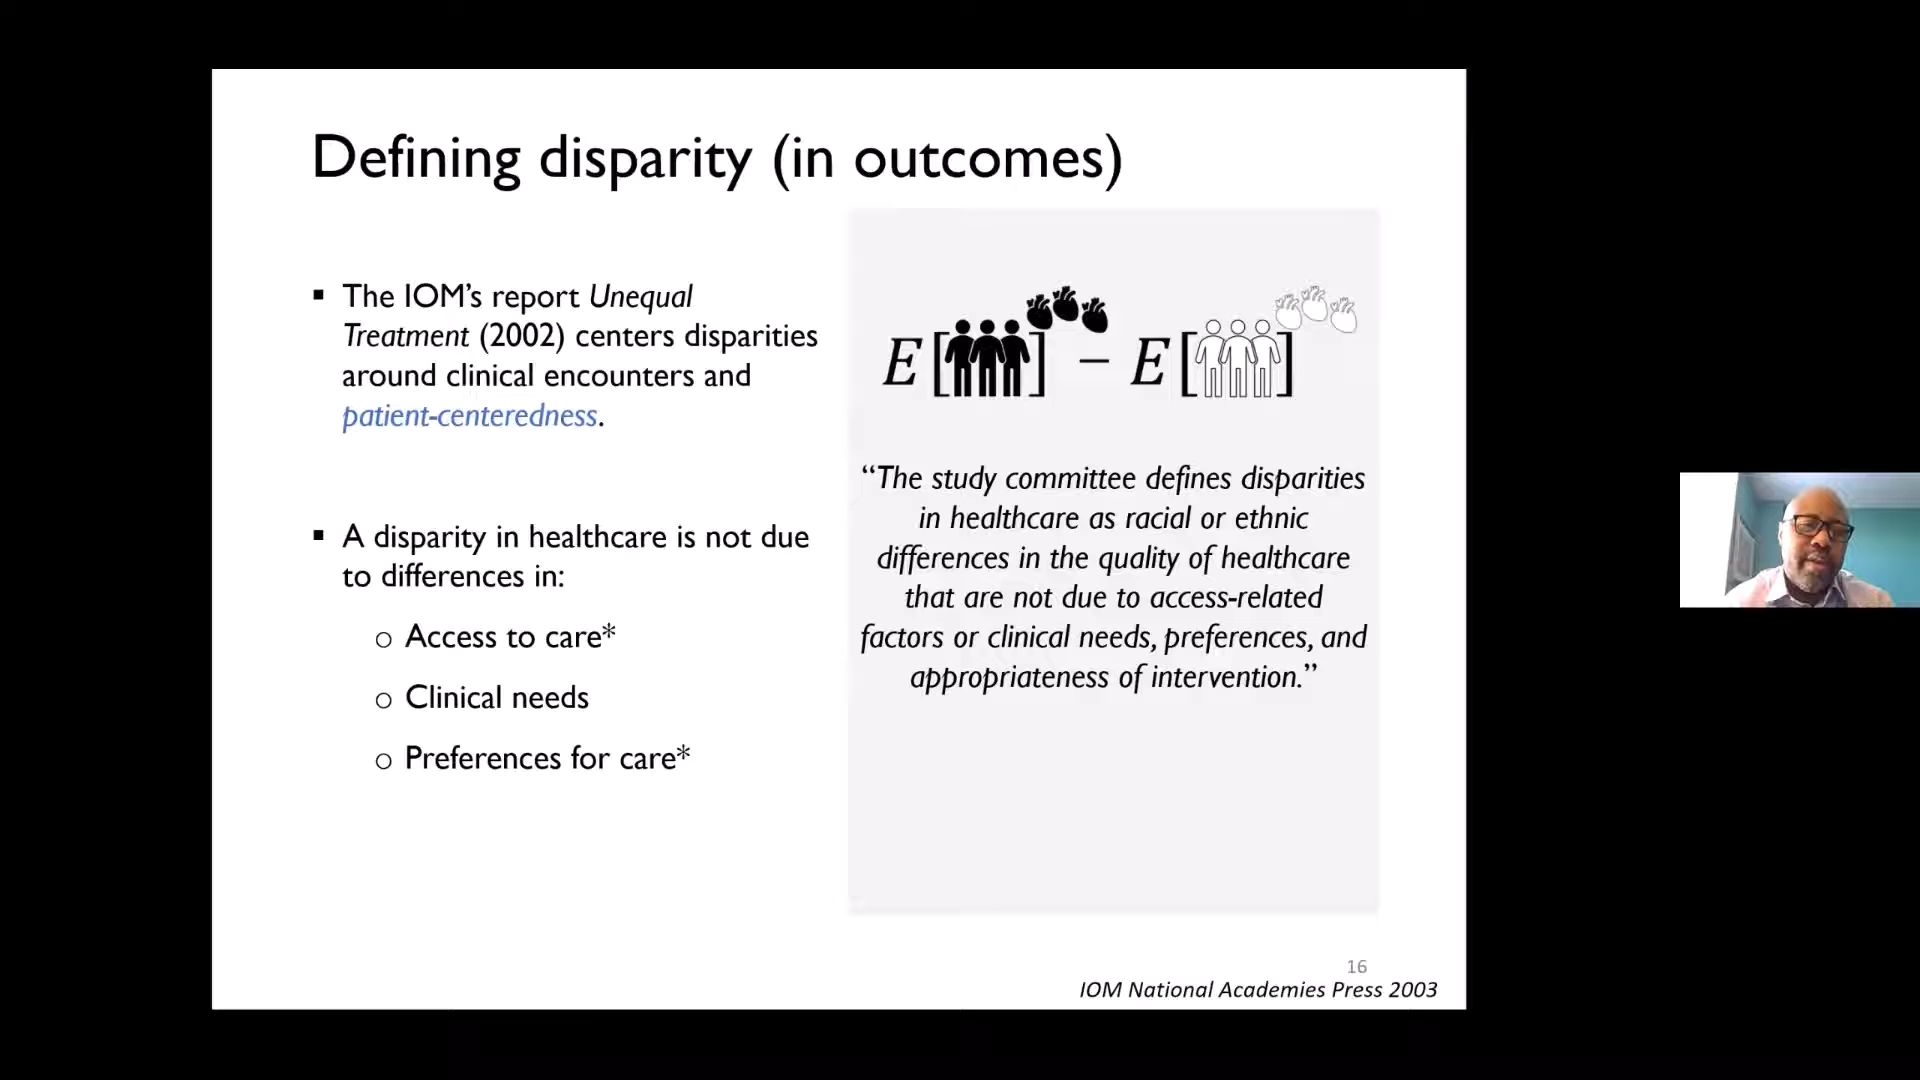 Defining disparity (in outcomes)
▪ The IOM’s report Unequal
Treatment (2002) centers disparities
around clinical encounters and
patient-centeredness.
▪ A disparity in healthcare is not due
to differences in:
o Access to care*
o Clinical needs
o Preferences for care*
E[ ] − E[ ]
“The study committee defines disparities
in healthcare as racial or ethnic
differences in the quality of healthcare
that are not due to access-related
factors or clinical needs, preferences, and
appropriateness of intervention.”
16
IOM National Academies Press 2003